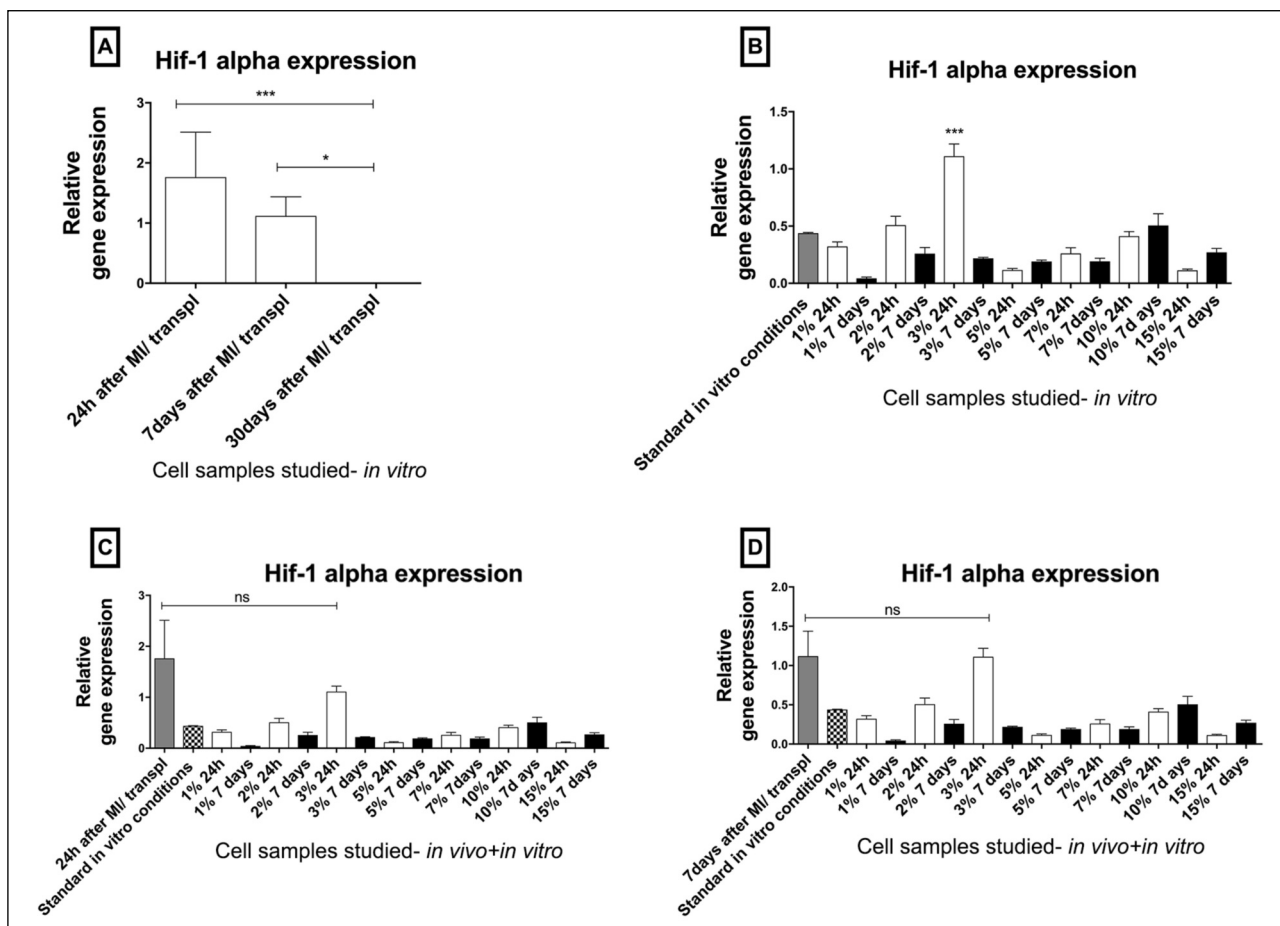 A
Hif-1 alpha expression
Relative
gene expression
3
2
1
0
***
*
24h after MI/ transpl
7days after MI/ transpl
30days after MI/ transpl
Cell samples studied- in vitro
B
Hif-1 alpha expression
Relative
gene expression
1.5
1.0
0.5
0.0
***
Standard in vitro conditions
1% 24h
1% 7 days
2% 24h
2% 7 days
3% 24h
3% 7 days
5% 24h
5% 7 days
7% 24h
7% 7days
10% 24h
10% 7d ays
15% 24h
15% 7 days
Cell samples studied- in vitro
C
Hif-1 alpha expression
Relative
gene expression
3
2
1
0
ns
24h after MI/ transpl
Standard in vitro conditions
1% 24h
1% 7 days
2% 24h
2% 7 days
3% 24h
3% 7 days
5% 24h
5% 7 days
7% 24h
7% 7days
10% 24h
10% 7d ays
15% 24h
15% 7 days
Cell samples studied- in vivo+in vitro
D
Hif-1 alpha expression
Relative
gene expression
2.0
1.5
1.0
0.5
0.0
ns
7days after MI/ transpl
Standard in vitro conditions
1% 24h
1% 7 days
2% 24h
2% 7 days
3% 24h
3% 7 days
5% 24h
5% 7 days
7% 24h
7% 7days
10% 24h
10% 7d ays
15% 24h
15% 7 days
Cell samples studied- in vivo+in vitro